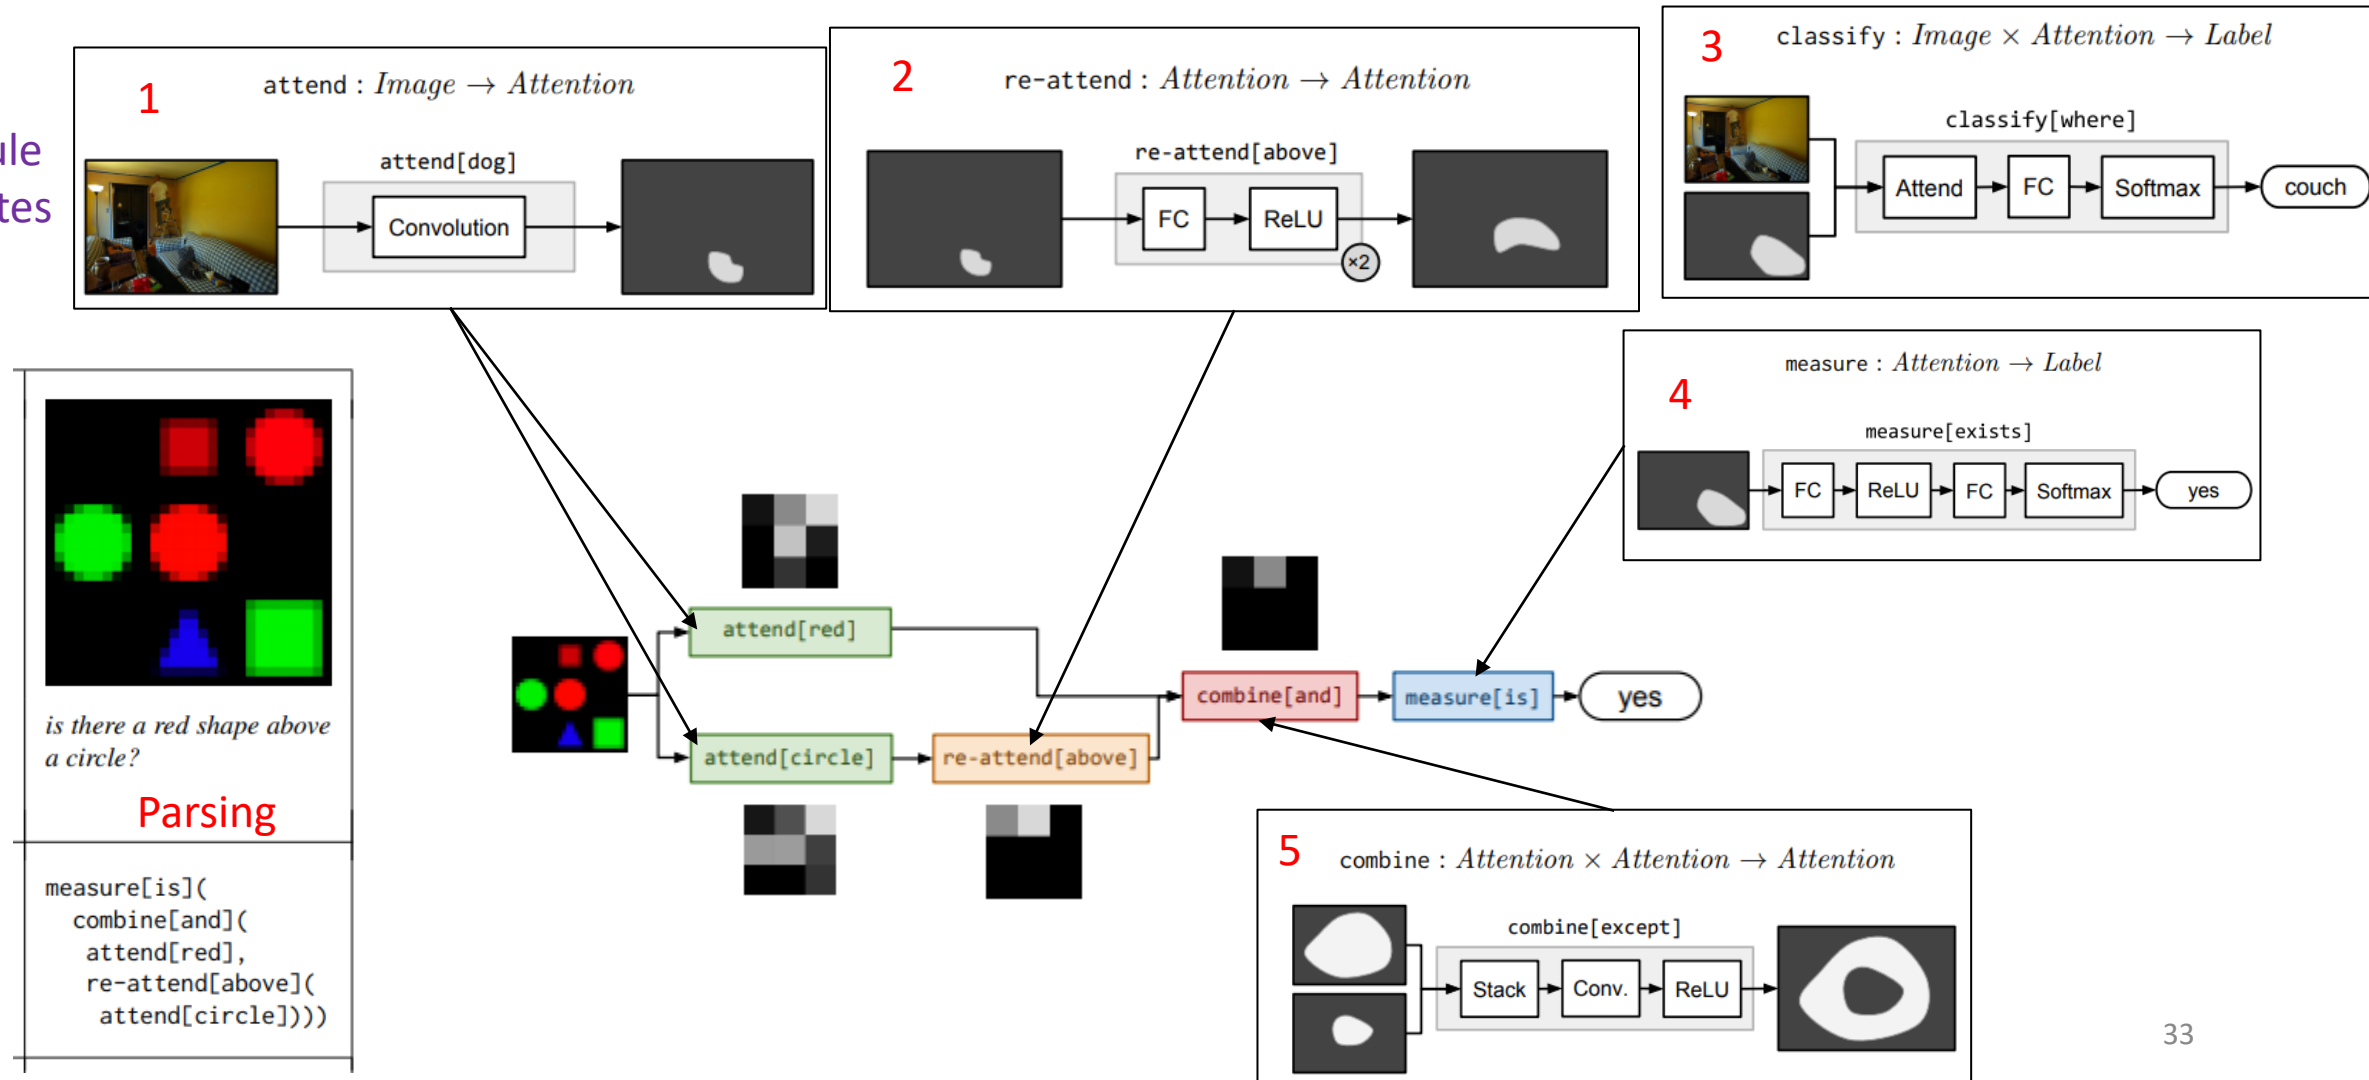 ule
tes
1
attend : Image → Attention
attend[dog]
Convolution
2
re-attend : Attention → Attention
re-attend[above]
FC
ReLU
×2
3
classify : Image × Attention → Label
classify[where]
Attend
FC
Softmax
couch
4
measure : Attention → Label
measure[exists]
FC
ReLU
FC
Softmax
yes
is there a red shape above
a circle?
Parsing
measure[is](
combine[and](
attend[red],
re-attend[above](
attend[circle])))
attend[red]
attend[circle]
re-attend[above]
combine[and]
measure[is]
yes
5
combine : Attention × Attention → Attention
combine[except]
Stack
Conv.
ReLU
33